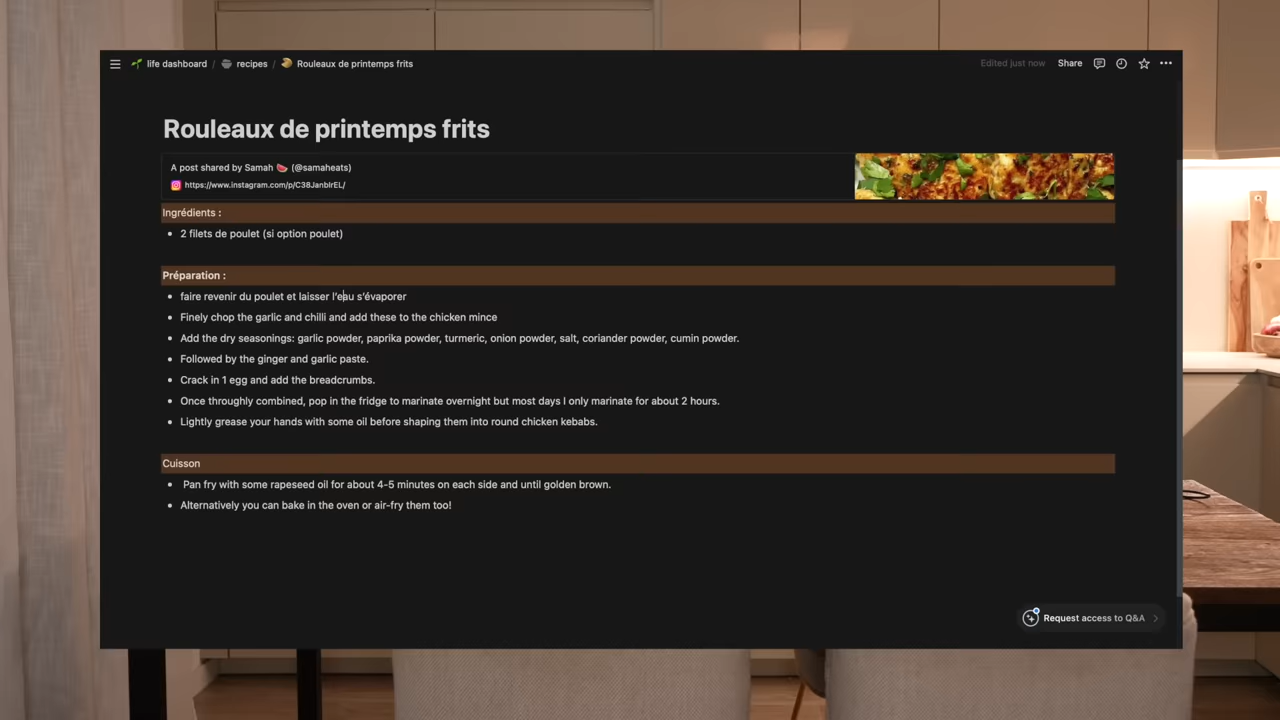 life dashboard / recipes / Rouleaux de printemps frits
Edited just now Share
Rouleaux de printemps frits
A post shared by Samah 🍉 (@samaheats)
https://www.instagram.com/p/C38JanbIrEL/
Ingrédients :
• 2 filets de poulet (si option poulet)
Préparation :
• faire revenir du poulet et laisser l'eau s'évaporer
• Finely chop the garlic and chilli and add these to the chicken mince
• Add the dry seasonings: garlic powder, paprika powder, turmeric, onion powder, salt, coriander powder, cumin powder.
• Followed by the ginger and garlic paste.
• Crack in 1 egg and add the breadcrumbs.
• Once throughly combined, pop in the fridge to marinate overnight but most days I only marinate for about 2 hours.
• Lightly grease your hands with some oil before shaping them into round chicken kebabs.
Cuisson
• Pan fry with some rapeseed oil for about 4-5 minutes on each side and until golden brown.
• Alternatively you can bake in the oven or air-fry them too!
Request access to Q&A